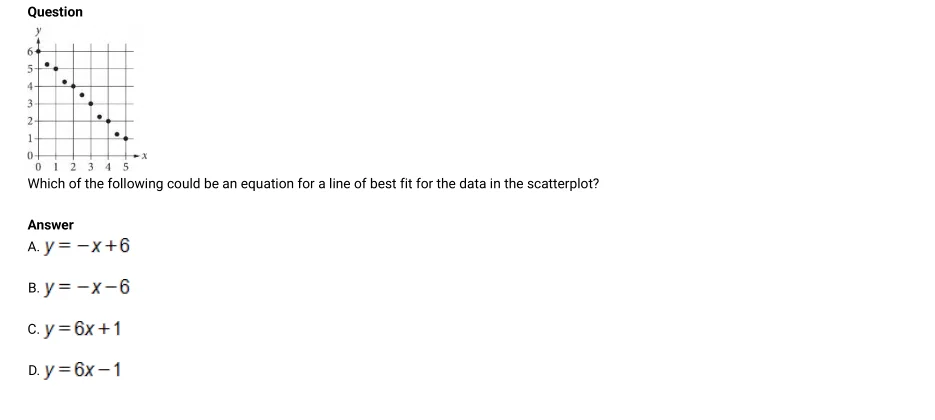 Question
y
6
5
4
3
2
1
0
x
0 1 2 3 4 5
Which of the following could be an equation for a line of best fit for the data in the scatterplot?
Answer
A. y = −x+6
B. y = −x−6
C. y = 6x+1
D. y = 6x−1